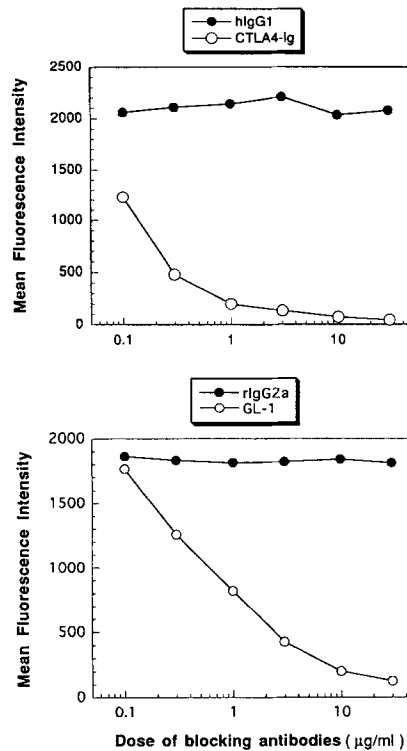 hIgG1
CTLA4-ig
Mean Fluorescence Intensity
2500
2000
1500
1000
500
0
0.1
1
10
rIgG2a
GL-1
Mean Fluorescence Intensity
2000
1500
1000
500
0
0.1
1
10
Dose of blocking antibodies ( μg/ml )